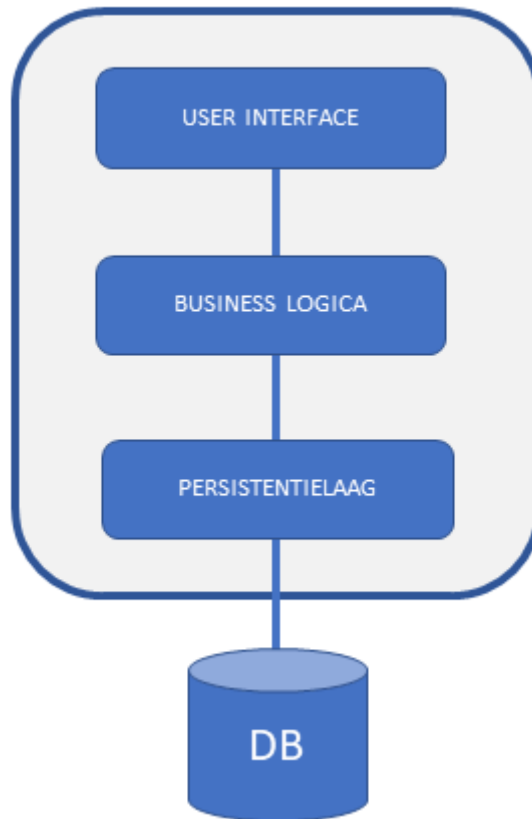 USER INTERFACE
BUSINESS LOGICA
PERSISTENTIELAAG
DB